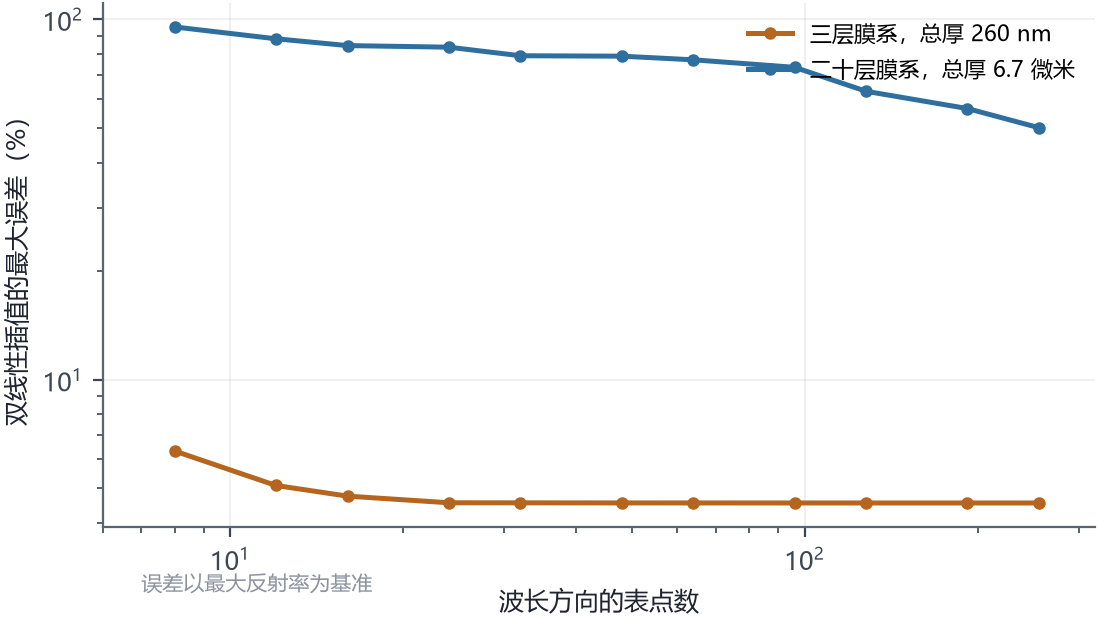 10²
三层膜系，总厚 260 nm
二十层膜系，总厚 6.7 微米
双线性插值的最大误差（%）
10¹
10¹
10²
误差以最大反射率为基准
波长方向的表点数